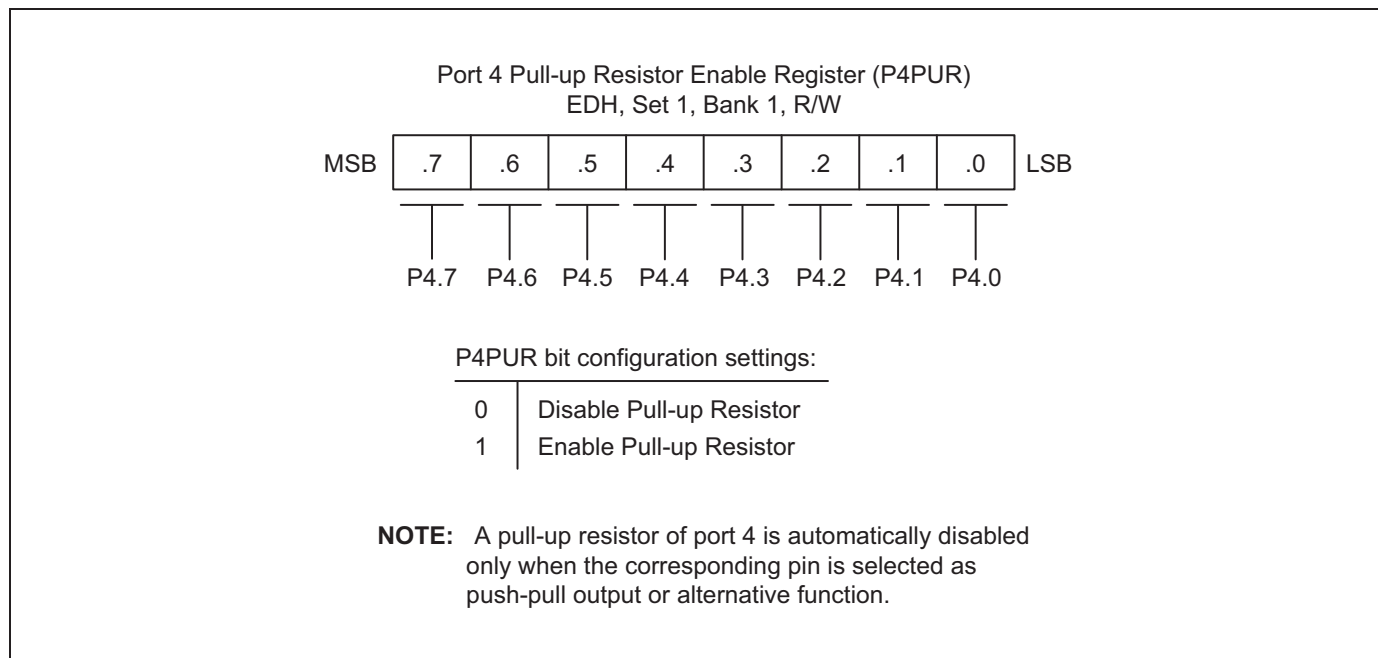 Port 4 Pull-up Resistor Enable Register (P4PUR)
EDH, Set 1, Bank 1, R/W
MSB .7 .6 .5 .4 .3 .2 .1 .0 LSB
P4.7 P4.6 P4.5 P4.4 P4.3 P4.2 P4.1 P4.0
P4PUR bit configuration settings:
0 Disable Pull-up Resistor
1 Enable Pull-up Resistor
NOTE: A pull-up resistor of port 4 is automatically disabled
only when the corresponding pin is selected as
push-pull output or alternative function.